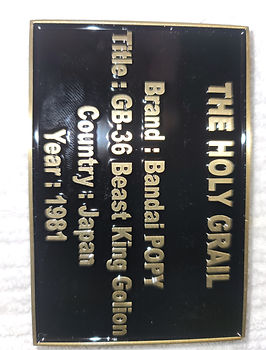 THE HOLY GRAIL
Brand : Bandai POPY
Title : GB-36 Beast King Golion
Country : Japan
Year : 1981